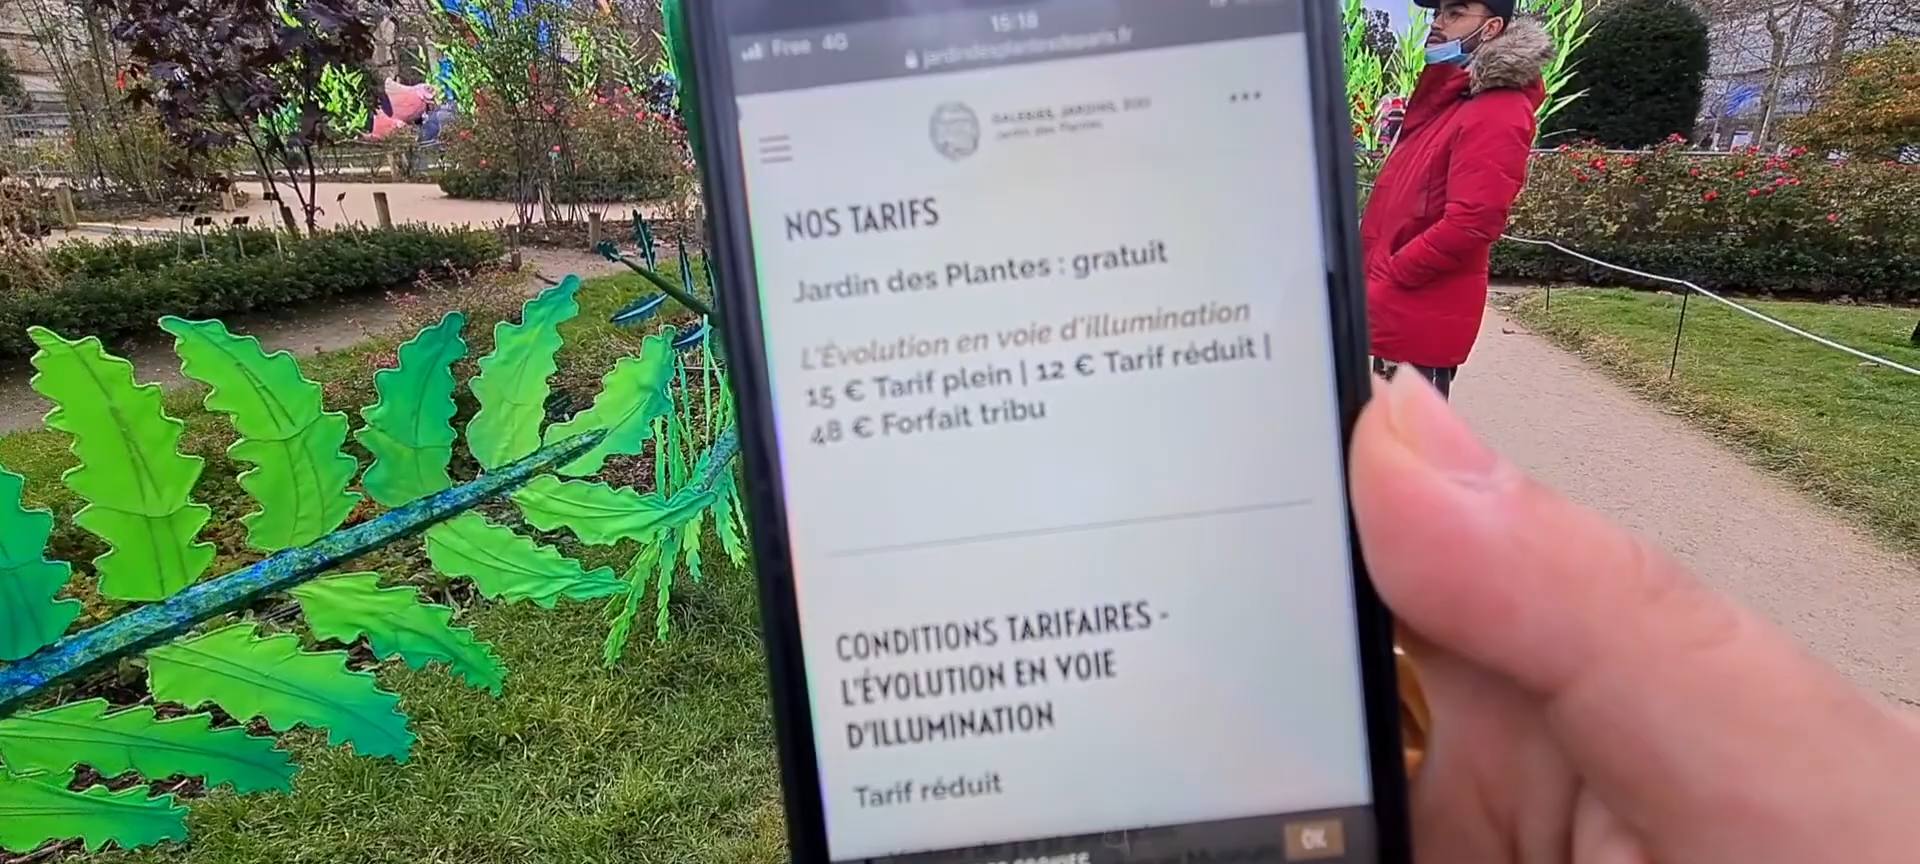 Free 4G
15:18
jardindesplantesdeparis.fr
GALERIES, JARDINS, ZOO
Jardin des Plantes
NOS TARIFS
Jardin des Plantes : gratuit
L'Évolution en voie d'illumination
15 € Tarif plein | 12 € Tarif réduit |
48 € Forfait tribu
CONDITIONS TARIFAIRES -
L'ÉVOLUTION EN VOIE
D'ILLUMINATION
Tarif réduit
OK